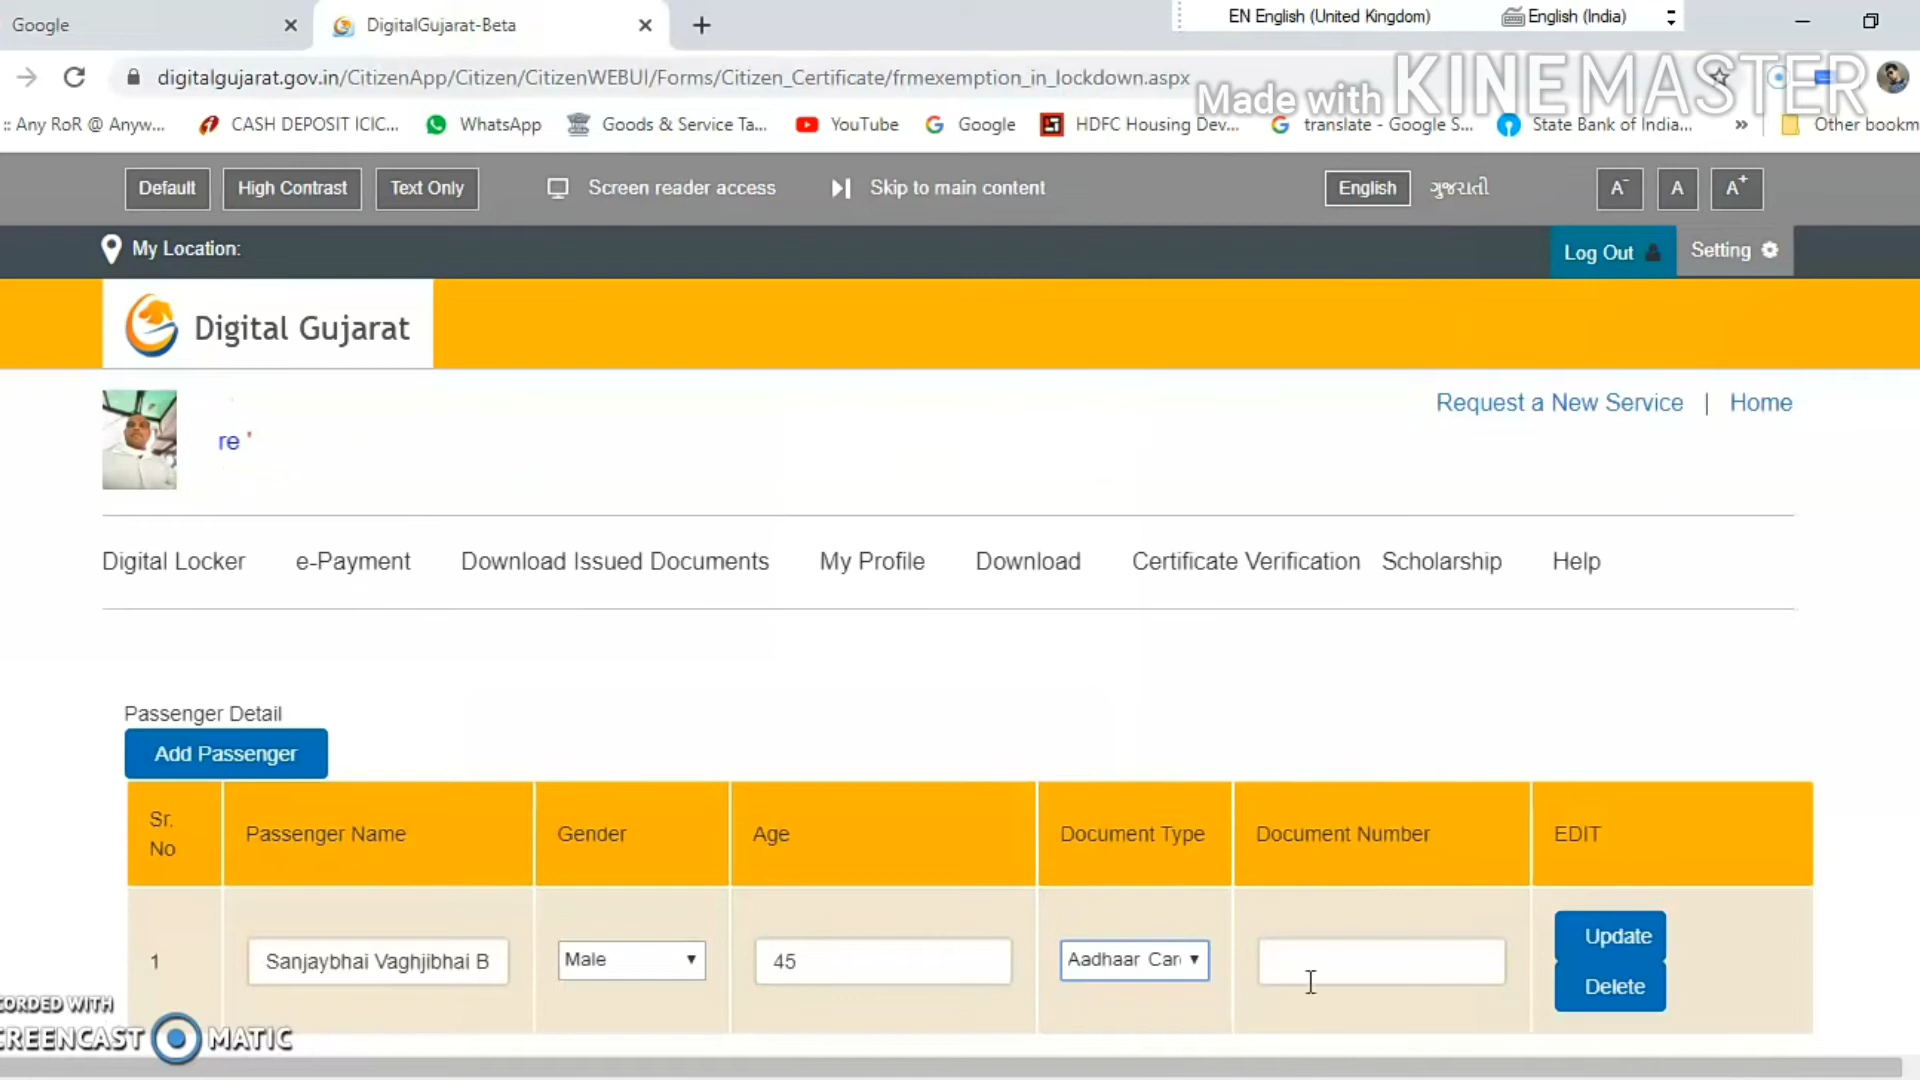 Google
DigitalGujarat-Beta
EN English (United Kingdom) English (India)
digitalgujarat.gov.in/CitizenApp/Citizen/CitizenWEBUI/Forms/Citizen_Certificate/frmexemption_in_lockdown.aspx
Made with KINEMASTER
:: Any RoR @ Anyw... CASH DEPOSIT ICIC... WhatsApp Goods & Service Ta... YouTube Google HDFC Housing Dev... translate - Google S... State Bank of India... » Other bookm
Default High Contrast Text Only Screen reader access Skip to main content English ગુજરાતી A- A A+
My Location: Log Out Setting
Digital Gujarat
Request a New Service | Home
re '
Digital Locker e-Payment Download Issued Documents My Profile Download Certificate Verification Scholarship Help
Passenger Detail
Add Passenger
Sr. No Passenger Name Gender Age Document Type Document Number EDIT
1 Sanjaybhai Vaghjibhai B Male 45 Aadhaar Car Update
Delete
CORDED WITH
CREENCAST MATIC